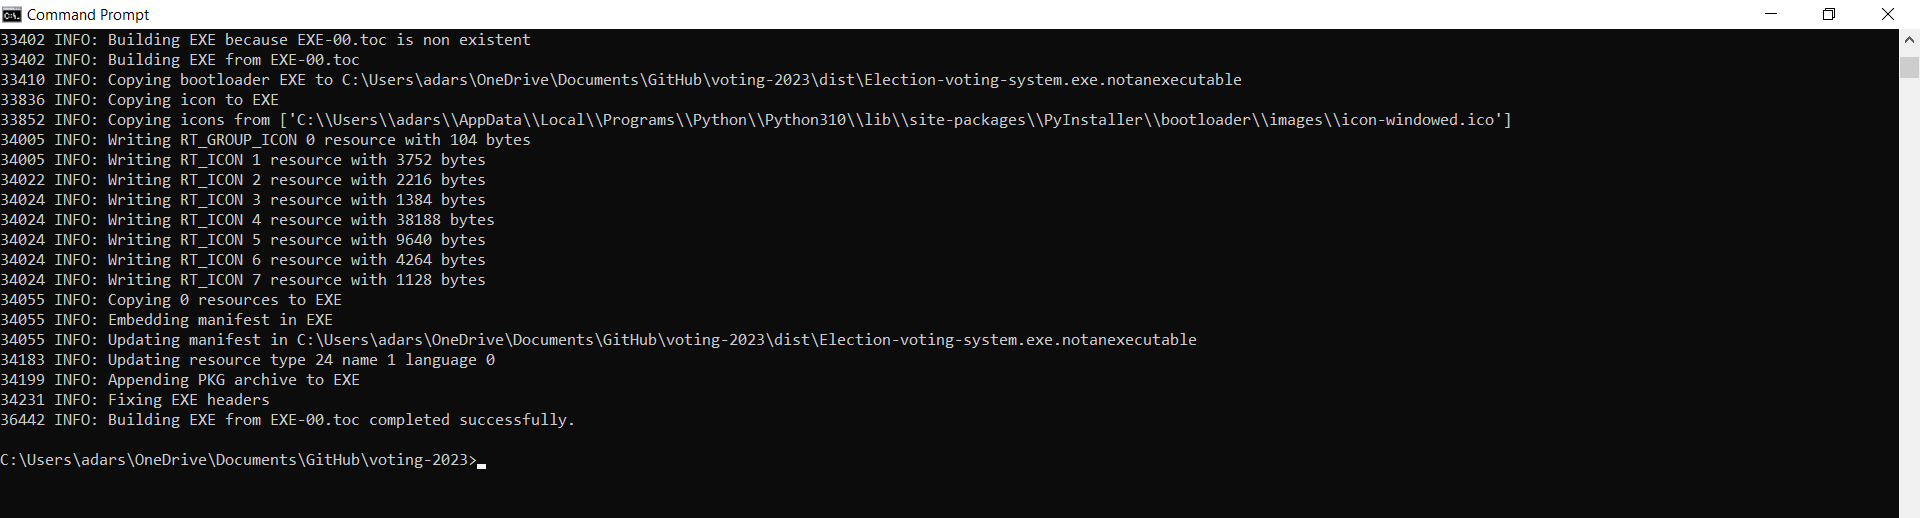 Command Prompt
33402 INFO: Building EXE because EXE-00.toc is non existent
33402 INFO: Building EXE from EXE-00.toc
33410 INFO: Copying bootloader EXE to C:\Users\adars\OneDrive\Documents\GitHub\voting-2023\dist\Election-voting-system.exe.notanexecutable
33836 INFO: Copying icon to EXE
33852 INFO: Copying icons from ['C:\\Users\\adars\\AppData\\Local\\Programs\\Python\\Python310\\lib\\site-packages\\PyInstaller\\bootloader\\images\\icon-windowed.ico']
34005 INFO: Writing RT_GROUP_ICON 0 resource with 104 bytes
34005 INFO: Writing RT_ICON 1 resource with 3752 bytes
34022 INFO: Writing RT_ICON 2 resource with 2216 bytes
34024 INFO: Writing RT_ICON 3 resource with 1384 bytes
34024 INFO: Writing RT_ICON 4 resource with 38188 bytes
34024 INFO: Writing RT_ICON 5 resource with 9640 bytes
34024 INFO: Writing RT_ICON 6 resource with 4264 bytes
34024 INFO: Writing RT_ICON 7 resource with 1128 bytes
34055 INFO: Copying 0 resources to EXE
34055 INFO: Embedding manifest in EXE
34055 INFO: Updating manifest in C:\Users\adars\OneDrive\Documents\GitHub\voting-2023\dist\Election-voting-system.exe.notanexecutable
34183 INFO: Updating resource type 24 name 1 language 0
34199 INFO: Appending PKG archive to EXE
34231 INFO: Fixing EXE headers
36442 INFO: Building EXE from EXE-00.toc completed successfully.
C:\Users\adars\OneDrive\Documents\GitHub\voting-2023>